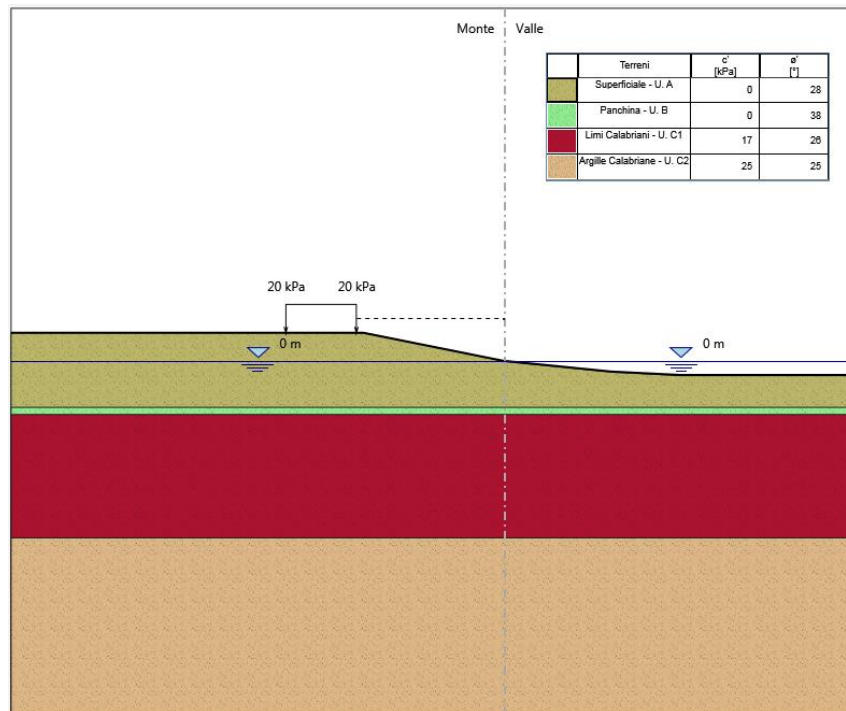 Monte Valle
Terreni c' [kPa] ø' [°]
Superficiale - U. A 0 28
Panchina - U. B 0 38
Limi Calabriani - U. C1 17 26
Argille Calabriane - U. C2 25 25
20 kPa 20 kPa
0 m 0 m